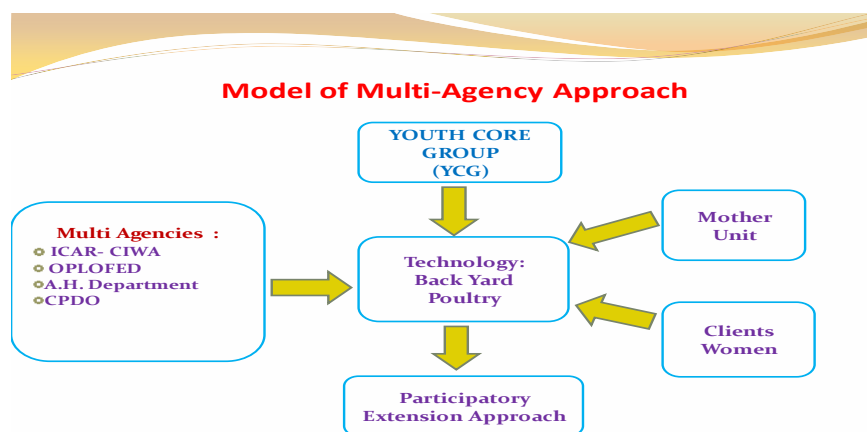 Model of Multi-Agency Approach
YOUTH CORE
GROUP
(YCG)
Multi Agencies :
ICAR- CIWA
OPLOFED
A.H. Department
CPDO
Technology:
Back Yard
Poultry
Mother
Unit
Clients
Women
Participatory
Extension Approach